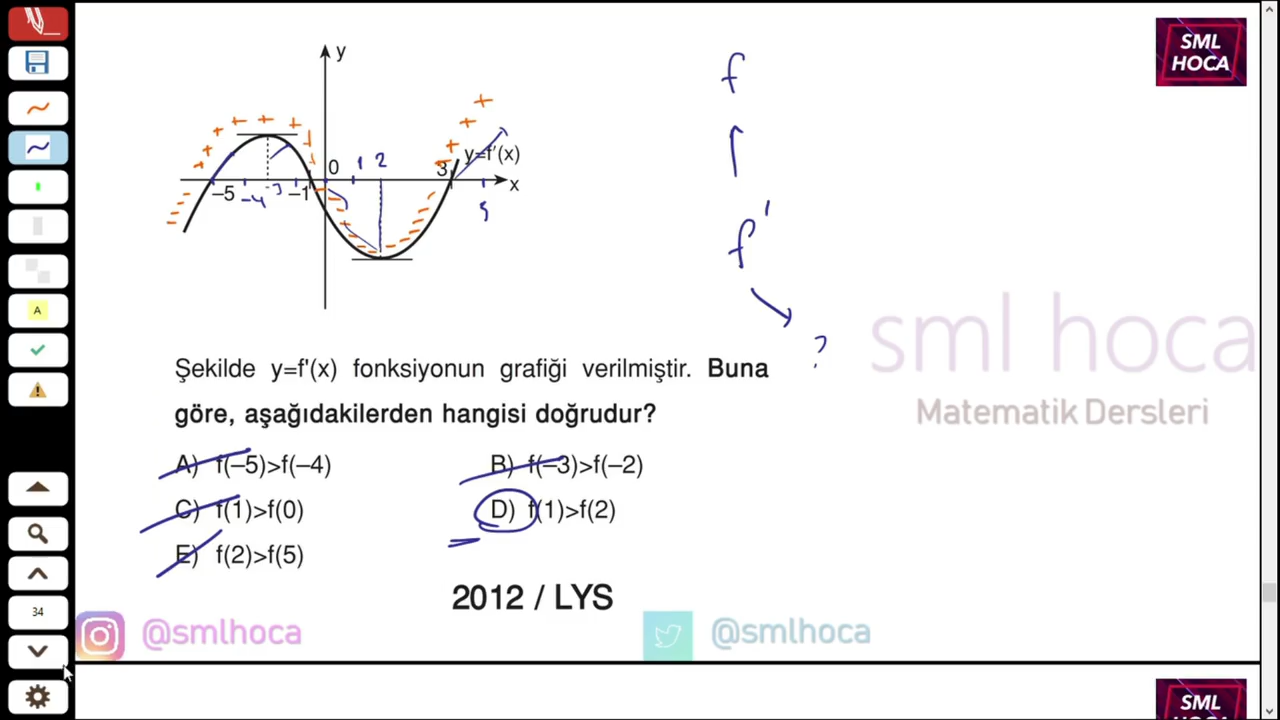 SML
HOCA
y
f
0
1
2
3
y=f'(x)
x
–5
-4
-3
–1
5
f'
?
sml hoca
Matematik Dersleri
Şekilde y=f'(x) fonksiyonun grafiği verilmiştir. Buna
göre, aşağıdakilerden hangisi doğrudur?
A) f(–5)>f(–4)
B) f(–3)>f(–2)
C) f(1)>f(0)
D) f(1)>f(2)
E) f(2)>f(5)
2012 / LYS
@smlhoca
@smlhoca
A
34
SML
HOCA